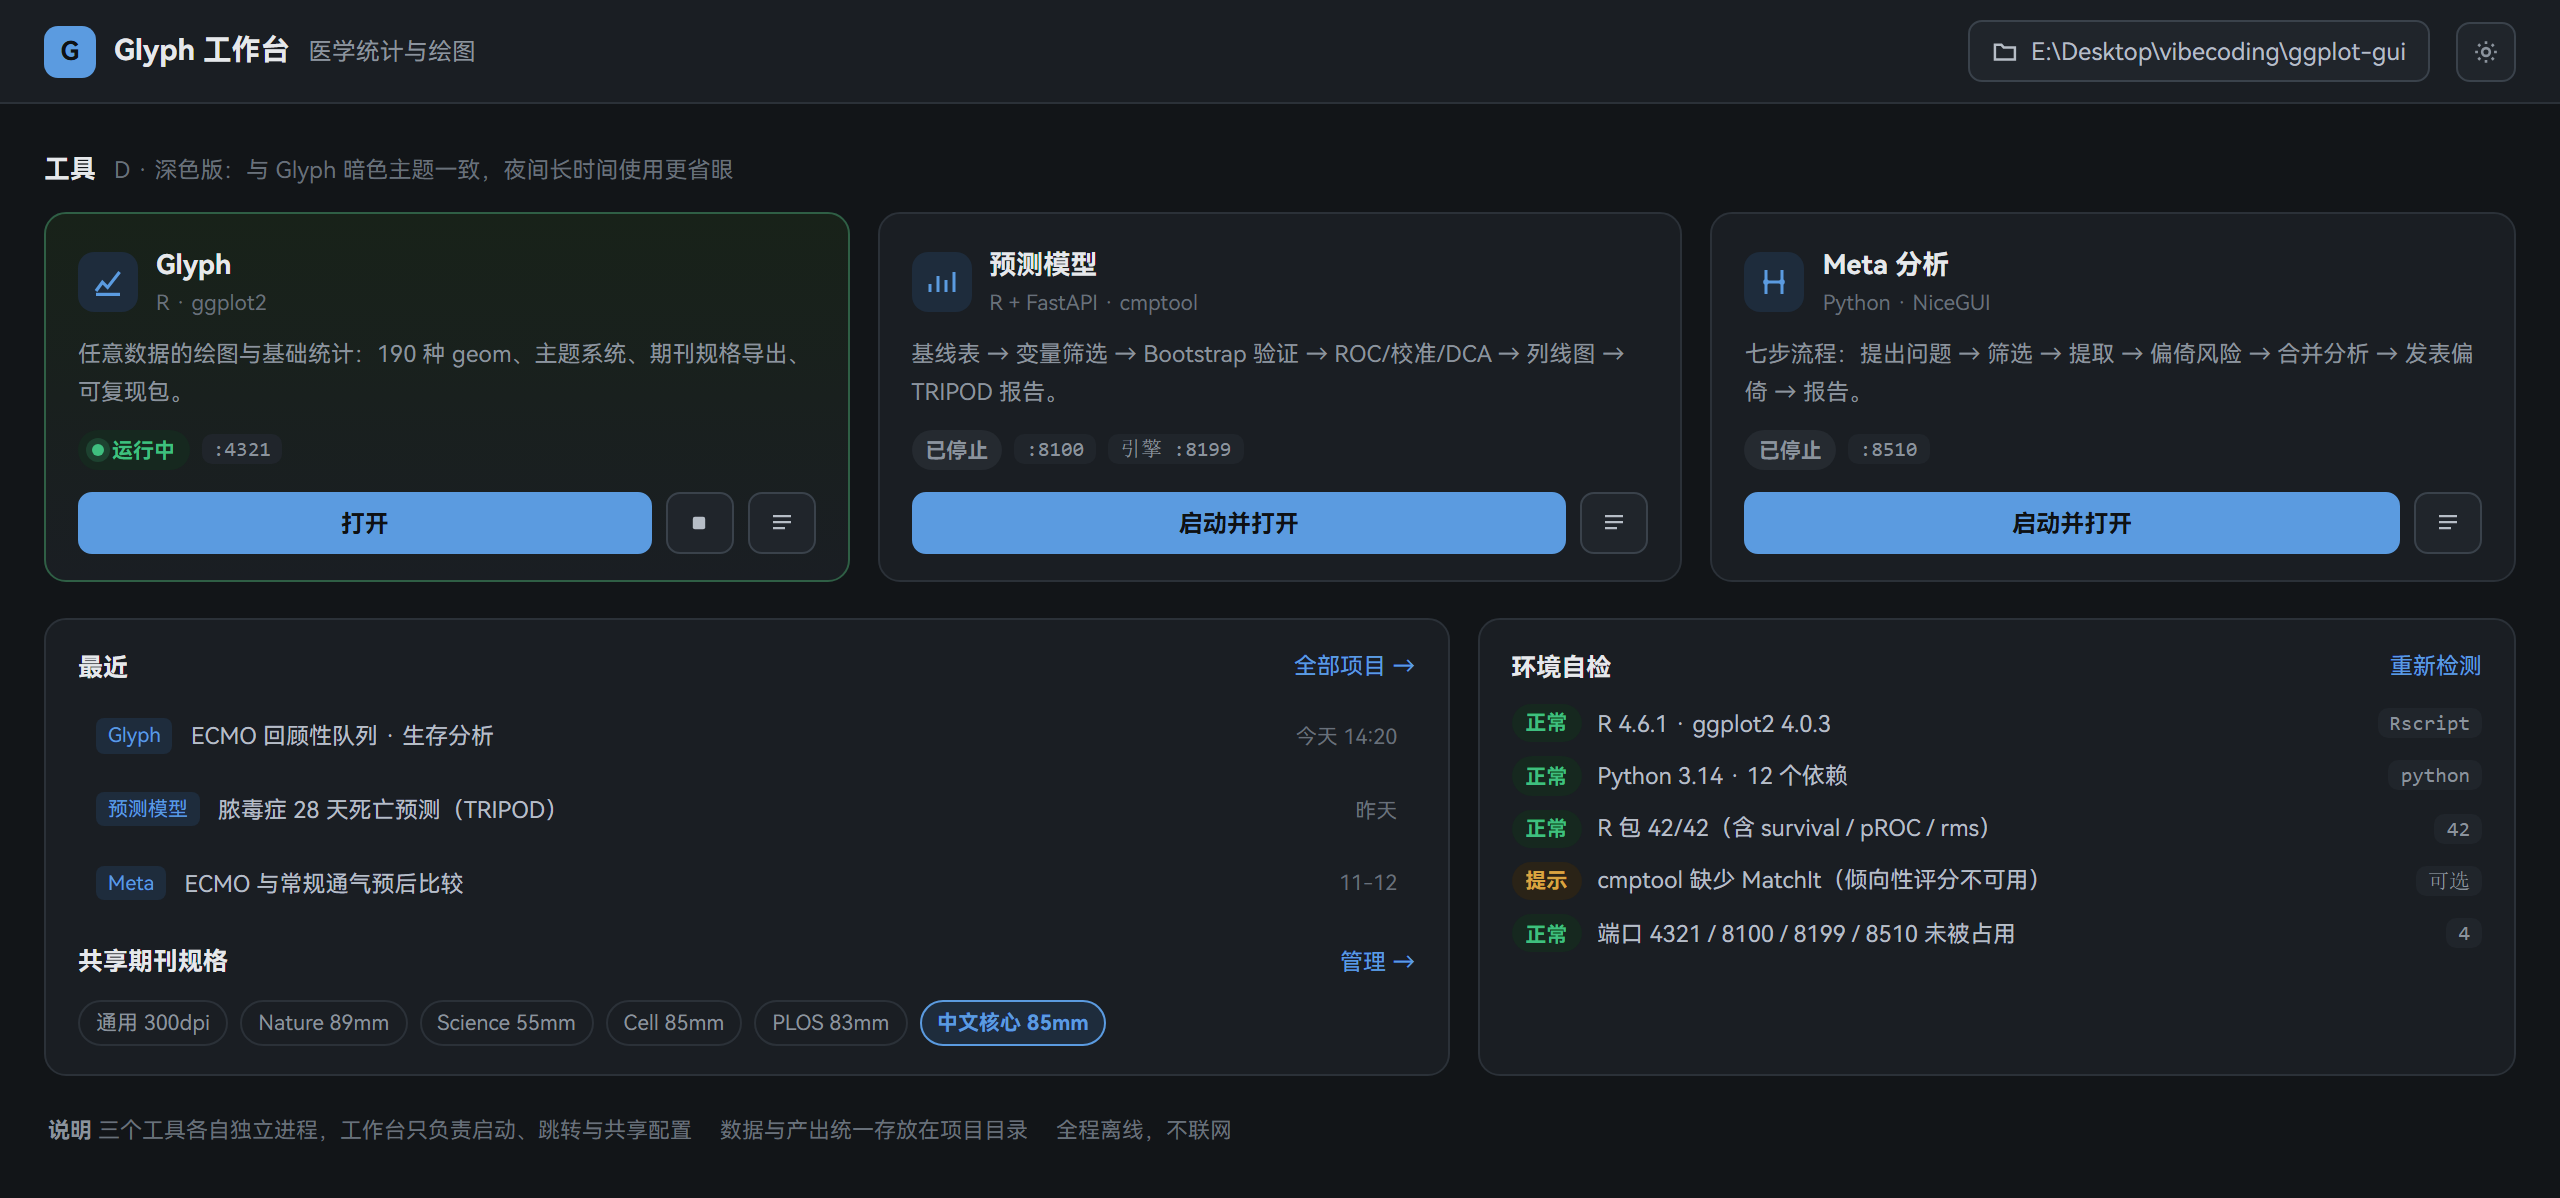 G Glyph 工作台 医学统计与绘图 E:\Desktop\vibecoding\ggplot-gui
工具 D · 深色版：与 Glyph 暗色主题一致，夜间长时间使用更省眼
Glyph
R · ggplot2
任意数据的绘图与基础统计：190 种 geom、主题系统、期刊规格导出、
可复现包。
运行中 :4321
打开
预测模型
R + FastAPI · cmptool
基线表 → 变量筛选 → Bootstrap 验证 → ROC/校准/DCA → 列线图 →
TRIPOD 报告。
已停止 :8100 引擎 :8199
启动并打开
Meta 分析
Python · NiceGUI
七步流程：提出问题 → 筛选 → 提取 → 偏倚风险 → 合并分析 → 发表偏
倚 → 报告。
已停止 :8510
启动并打开
最近 全部项目 →
Glyph ECMO 回顾性队列 · 生存分析 今天 14:20
预测模型 脓毒症 28 天死亡预测（TRIPOD） 昨天
Meta ECMO 与常规通气预后比较 11-12
共享期刊规格 管理 →
通用 300dpi Nature 89mm Science 55mm Cell 85mm PLOS 83mm 中文核心 85mm
环境自检 重新检测
正常 R 4.6.1 · ggplot2 4.0.3 Rscript
正常 Python 3.14 · 12 个依赖 python
正常 R 包 42/42（含 survival / pROC / rms） 42
提示 cmptool 缺少 MatchIt（倾向性评分不可用） 可选
正常 端口 4321 / 8100 / 8199 / 8510 未被占用 4
说明 三个工具各自独立进程，工作台只负责启动、跳转与共享配置 数据与产出统一存放在项目目录 全程离线，不联网